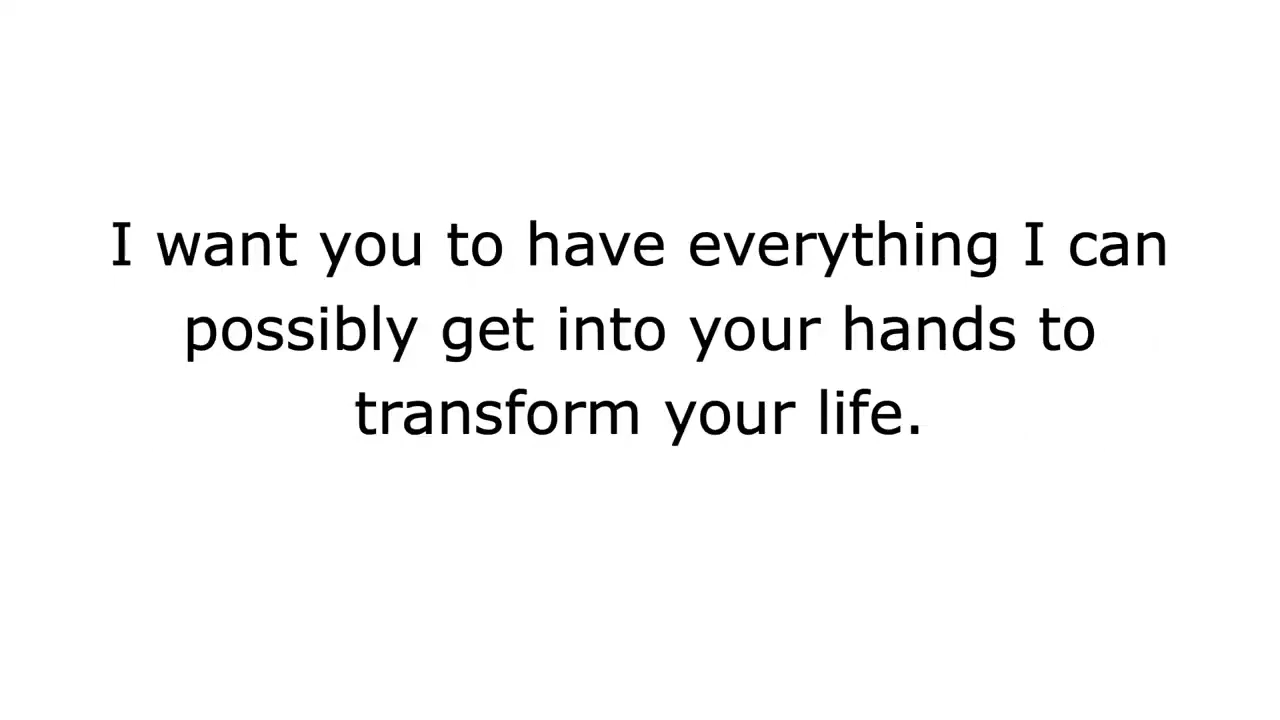 I want you to have everything I can
possibly get into your hands to
transform your life.